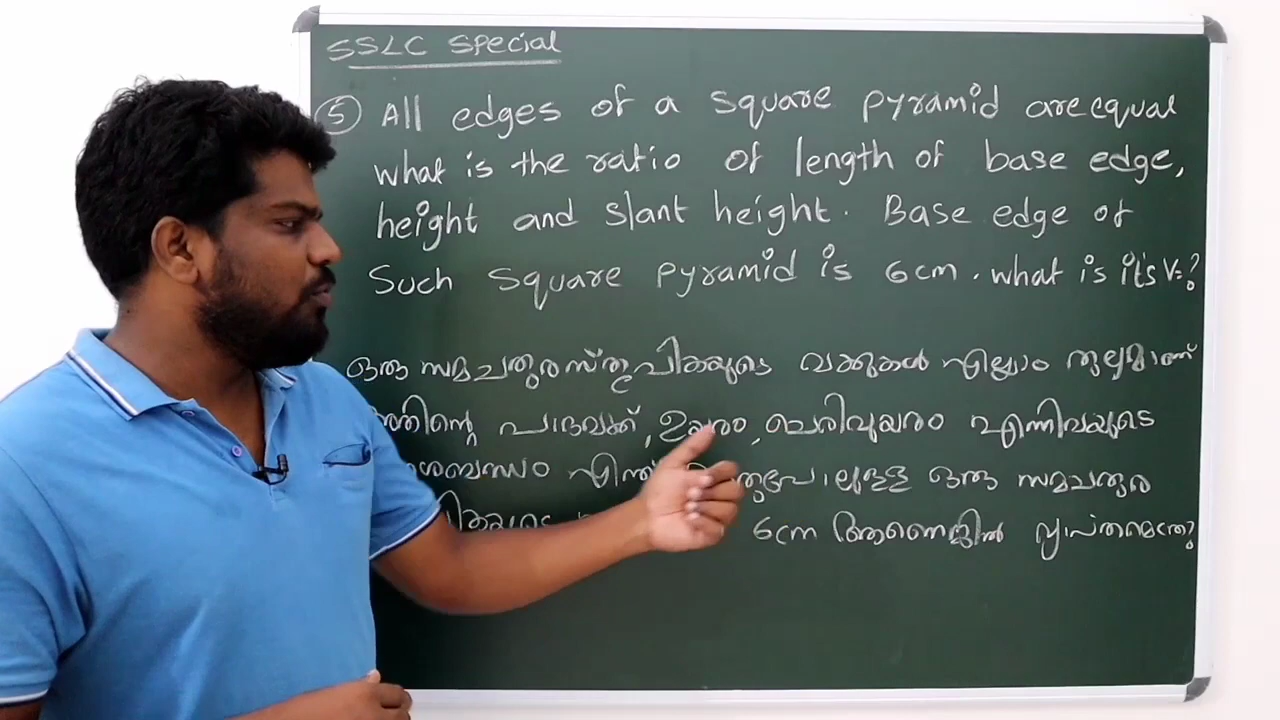 SSLC Special
5 All edges of a square pyramid are equal
what is the ratio of length of base edge,
height and slant height. Base edge of
Such square pyramid is 6cm. what is it's V=?
ഒരു സമചതുരസ്തൂപികയുടെ വക്കുകൾ എല്ലാം തുല്യമാണ്
പാദവക്ക്, ഉയരം, ചെരിവുയരം എന്നിവയുടെ
എന്ത് ഒരു സമചതുര
6cm ആണെങ്കിൽ വ്യാപ്തമെന്ത്?